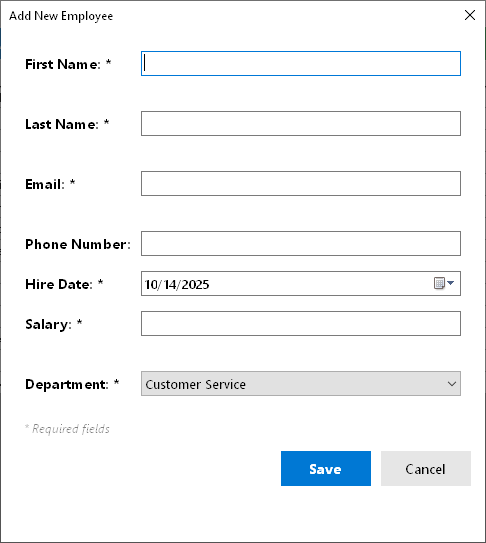 Add New Employee
First Name: *
Last Name: *
Email: *
Phone Number:
Hire Date: * 10/14/2025
Salary: *
Department: * Customer Service
* Required fields
Save Cancel